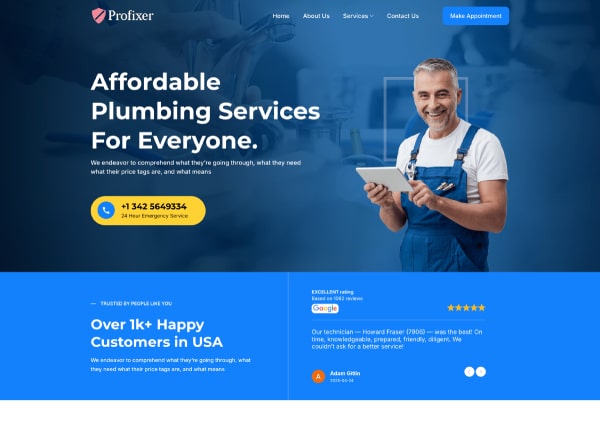 Profixer
Home
About Us
Services
Contact Us
Make Appointment
Affordable
Plumbing Services
For Everyone.
We endeavor to comprehend what they're going through, what they need
what their price tags are, and what means
+1 342 5649334
24 Hour Emergency Service
TRUSTED BY PEOPLE LIKE YOU
Over 1k+ Happy
Customers in USA
We endeavor to comprehend what they're going through, what
they need what their price tags are, and what means
EXCELLENT rating
Based on 1082 reviews
Google
Our technician — Howard Fraser (7906) — was the best! On
time, knowledgeable, prepared, friendly, diligent. We
couldn't ask for a better service!
A
Adam Gitlin